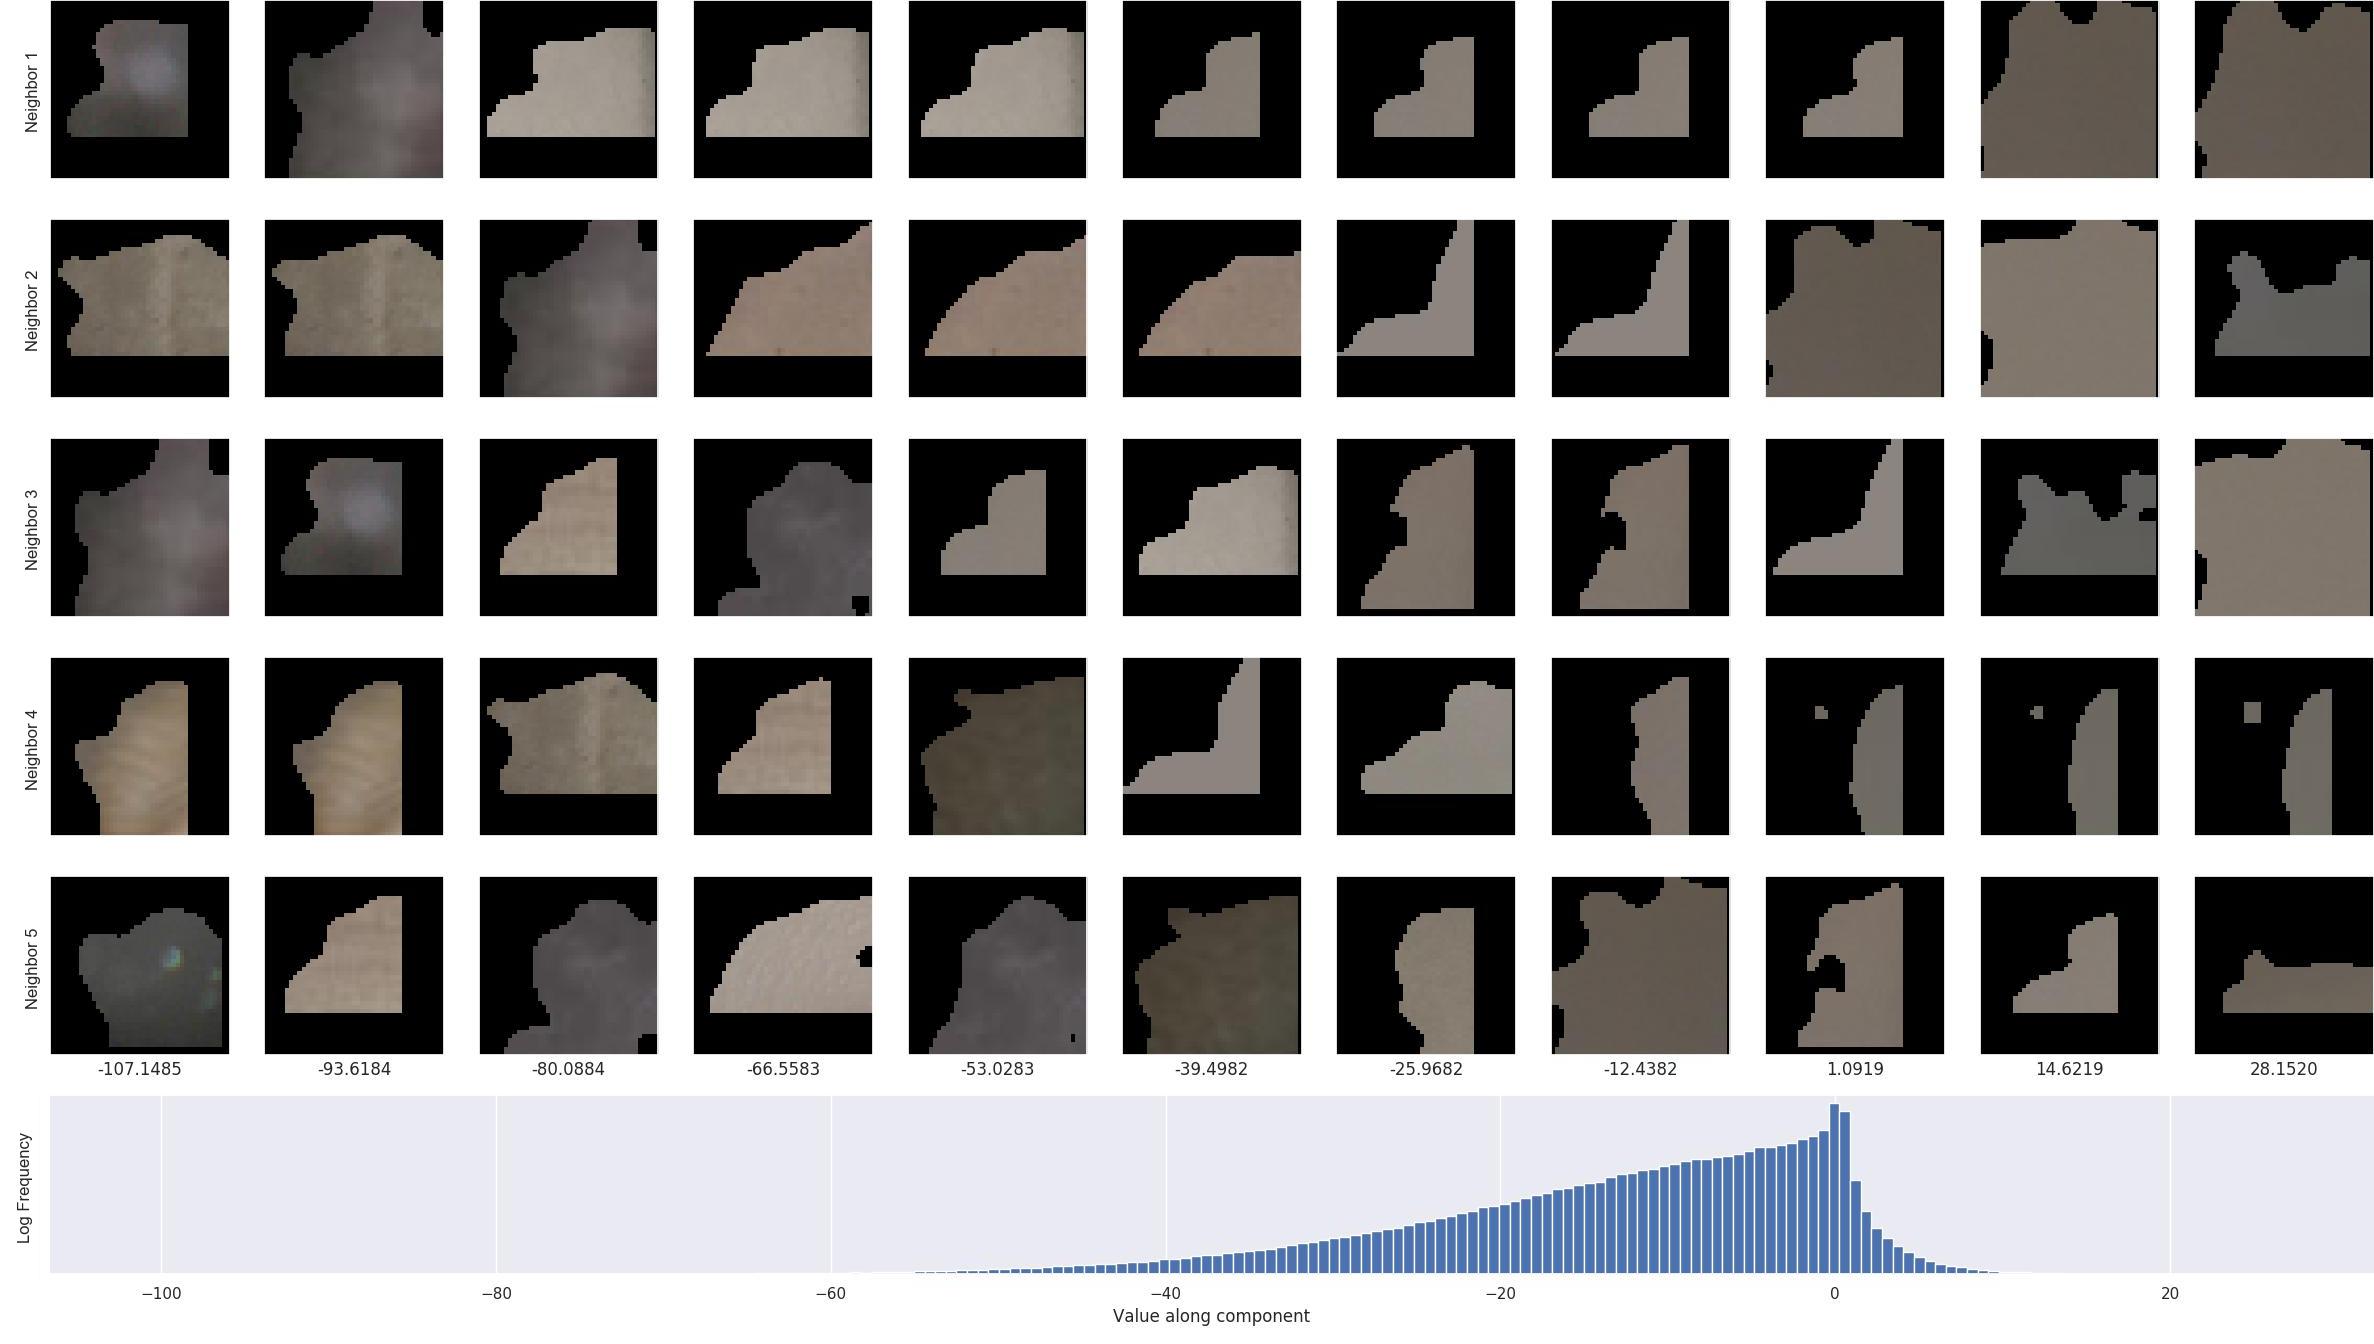 Neighbor 1
Neighbor 2
Neighbor 3
Neighbor 4
Neighbor 5
-107.1485 -93.6184 -80.0884 -66.5583 -53.0283 -39.4982 -25.9682 -12.4382 1.0919 14.6219 28.1520
Log Frequency
−100 −80 −60 −40 −20 0 20
Value along component